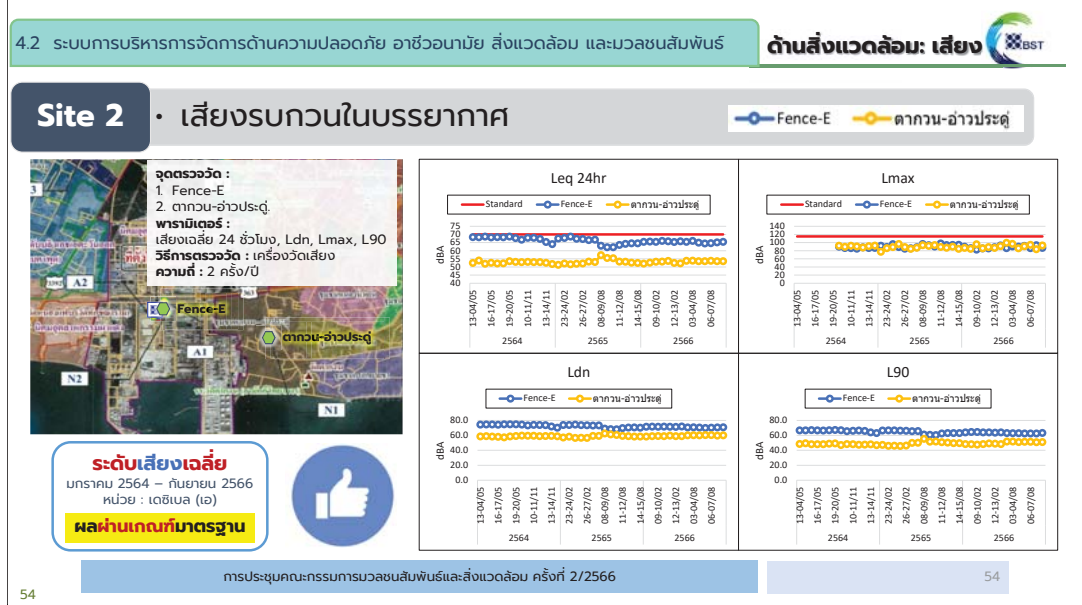 4.2 ระบบการบริหารการจัดการด้านความปลอดภัย อาชีวอนามัย สิ่งแวดล้อม และมวลชนสัมพันธ์
ด้านสิ่งแวดล้อม: เสียง
BST
Site 2
• เสียงรบกวนในบรรยากาศ
Fence-E ตากวน-อ่าวประดู่
จุดตรวจวัด :
1. Fence-E
2. ตากวน-อ่าวประดู่.
พารามิเตอร์ :
เสียงเฉลี่ย 24 ชั่วโมง, Ldn, Lmax, L90
วิธีการตรวจวัด : เครื่องวัดเสียง
ความถี่ : 2 ครั้ง/ปี
3
A2
Fence-E
ตากวน-อ่าวประดู่
A1
N2
N1
ระดับเสียงเฉลี่ย
มกราคม 2564 – กันยายน 2566
หน่วย : เดซิเบล (เอ)
ผลผ่านเกณฑ์มาตรฐาน
Leq 24hr
Standard Fence-E ตากวน-อ่าวประดู่
dBA
75
70
65
60
55
50
45
40
13-04/05 16-17/05 19-20/05 10-11/11 13-14/11 23-24/02 26-27/02 08-09/08 11-12/08 14-15/08 09-10/02 12-13/02 03-04/08 06-07/08
2564 2565 2566
Lmax
Standard Fence-E ตากวน-อ่าวประดู่
dBA
140
120
100
80
60
40
20
0
13-04/05 16-17/05 19-20/05 10-11/11 13-14/11 23-24/02 26-27/02 08-09/08 11-12/08 14-15/08 09-10/02 12-13/02 03-04/08 06-07/08
2564 2565 2566
Ldn
Fence-E ตากวน-อ่าวประดู่
dBA
80.0
60.0
40.0
20.0
0.0
13-04/05 16-17/05 19-20/05 10-11/11 13-14/11 23-24/02 26-27/02 08-09/08 11-12/08 14-15/08 09-10/02 12-13/02 03-04/08 06-07/08
2564 2565 2566
L90
Fence-E ตากวน-อ่าวประดู่
dBA
80.0
60.0
40.0
20.0
0.0
13-04/05 16-17/05 19-20/05 10-11/11 13-14/11 23-24/02 26-27/02 08-09/08 11-12/08 14-15/08 09-10/02 12-13/02 03-04/08 06-07/08
2564 2565 2566
การประชุมคณะกรรมการมวลชนสัมพันธ์และสิ่งแวดล้อม ครั้งที่ 2/2566
54
54